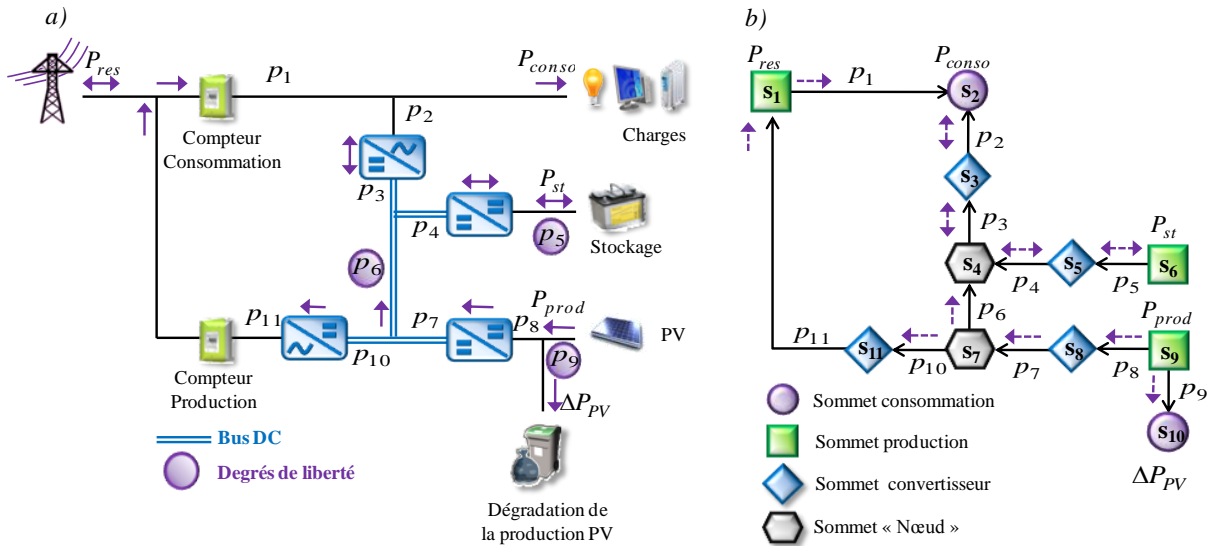 a)
P_res
p_1
P_conso
Compteur
Consommation
p_2
Charges
p_3
P_st
p_4
p_5
Stockage
p_6
P_prod
p_11
p_7
p_8
PV
p_10
p_9
Compteur
Production
ΔP_PV
Bus DC
Degrés de liberté
Dégradation de
la production PV
b)
P_res
P_conso
s_1
p_1
s_2
p_2
s_3
p_3
P_st
s_4
s_5
s_6
p_4
p_5
p_6
P_prod
p_11
s_11
s_7
s_8
s_9
p_10
p_7
p_8
p_9
Sommet consommation
s_10
Sommet production
ΔP_PV
Sommet convertisseur
Sommet « Nœud »